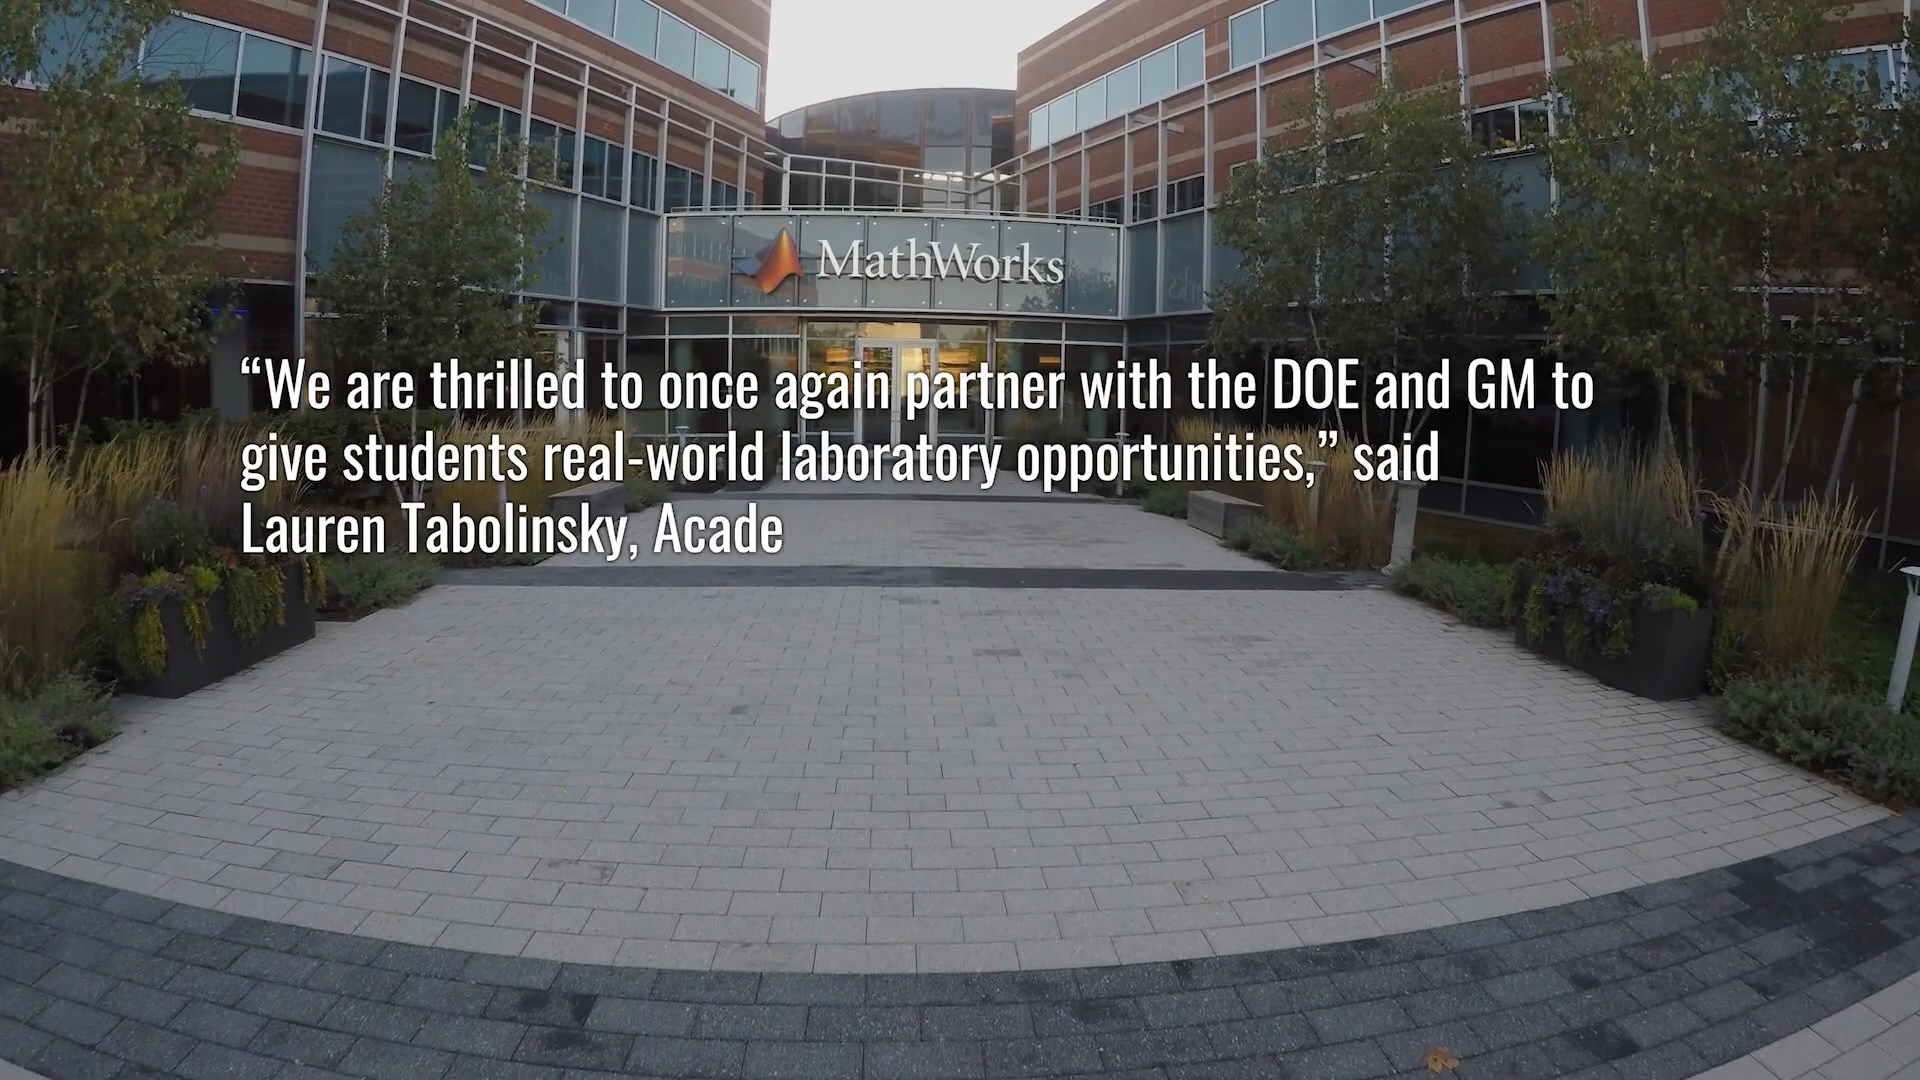 MathWorks
“We are thrilled to once again partner with the DOE and GM to
give students real-world laboratory opportunities,” said
Lauren Tabolinsky, Acade